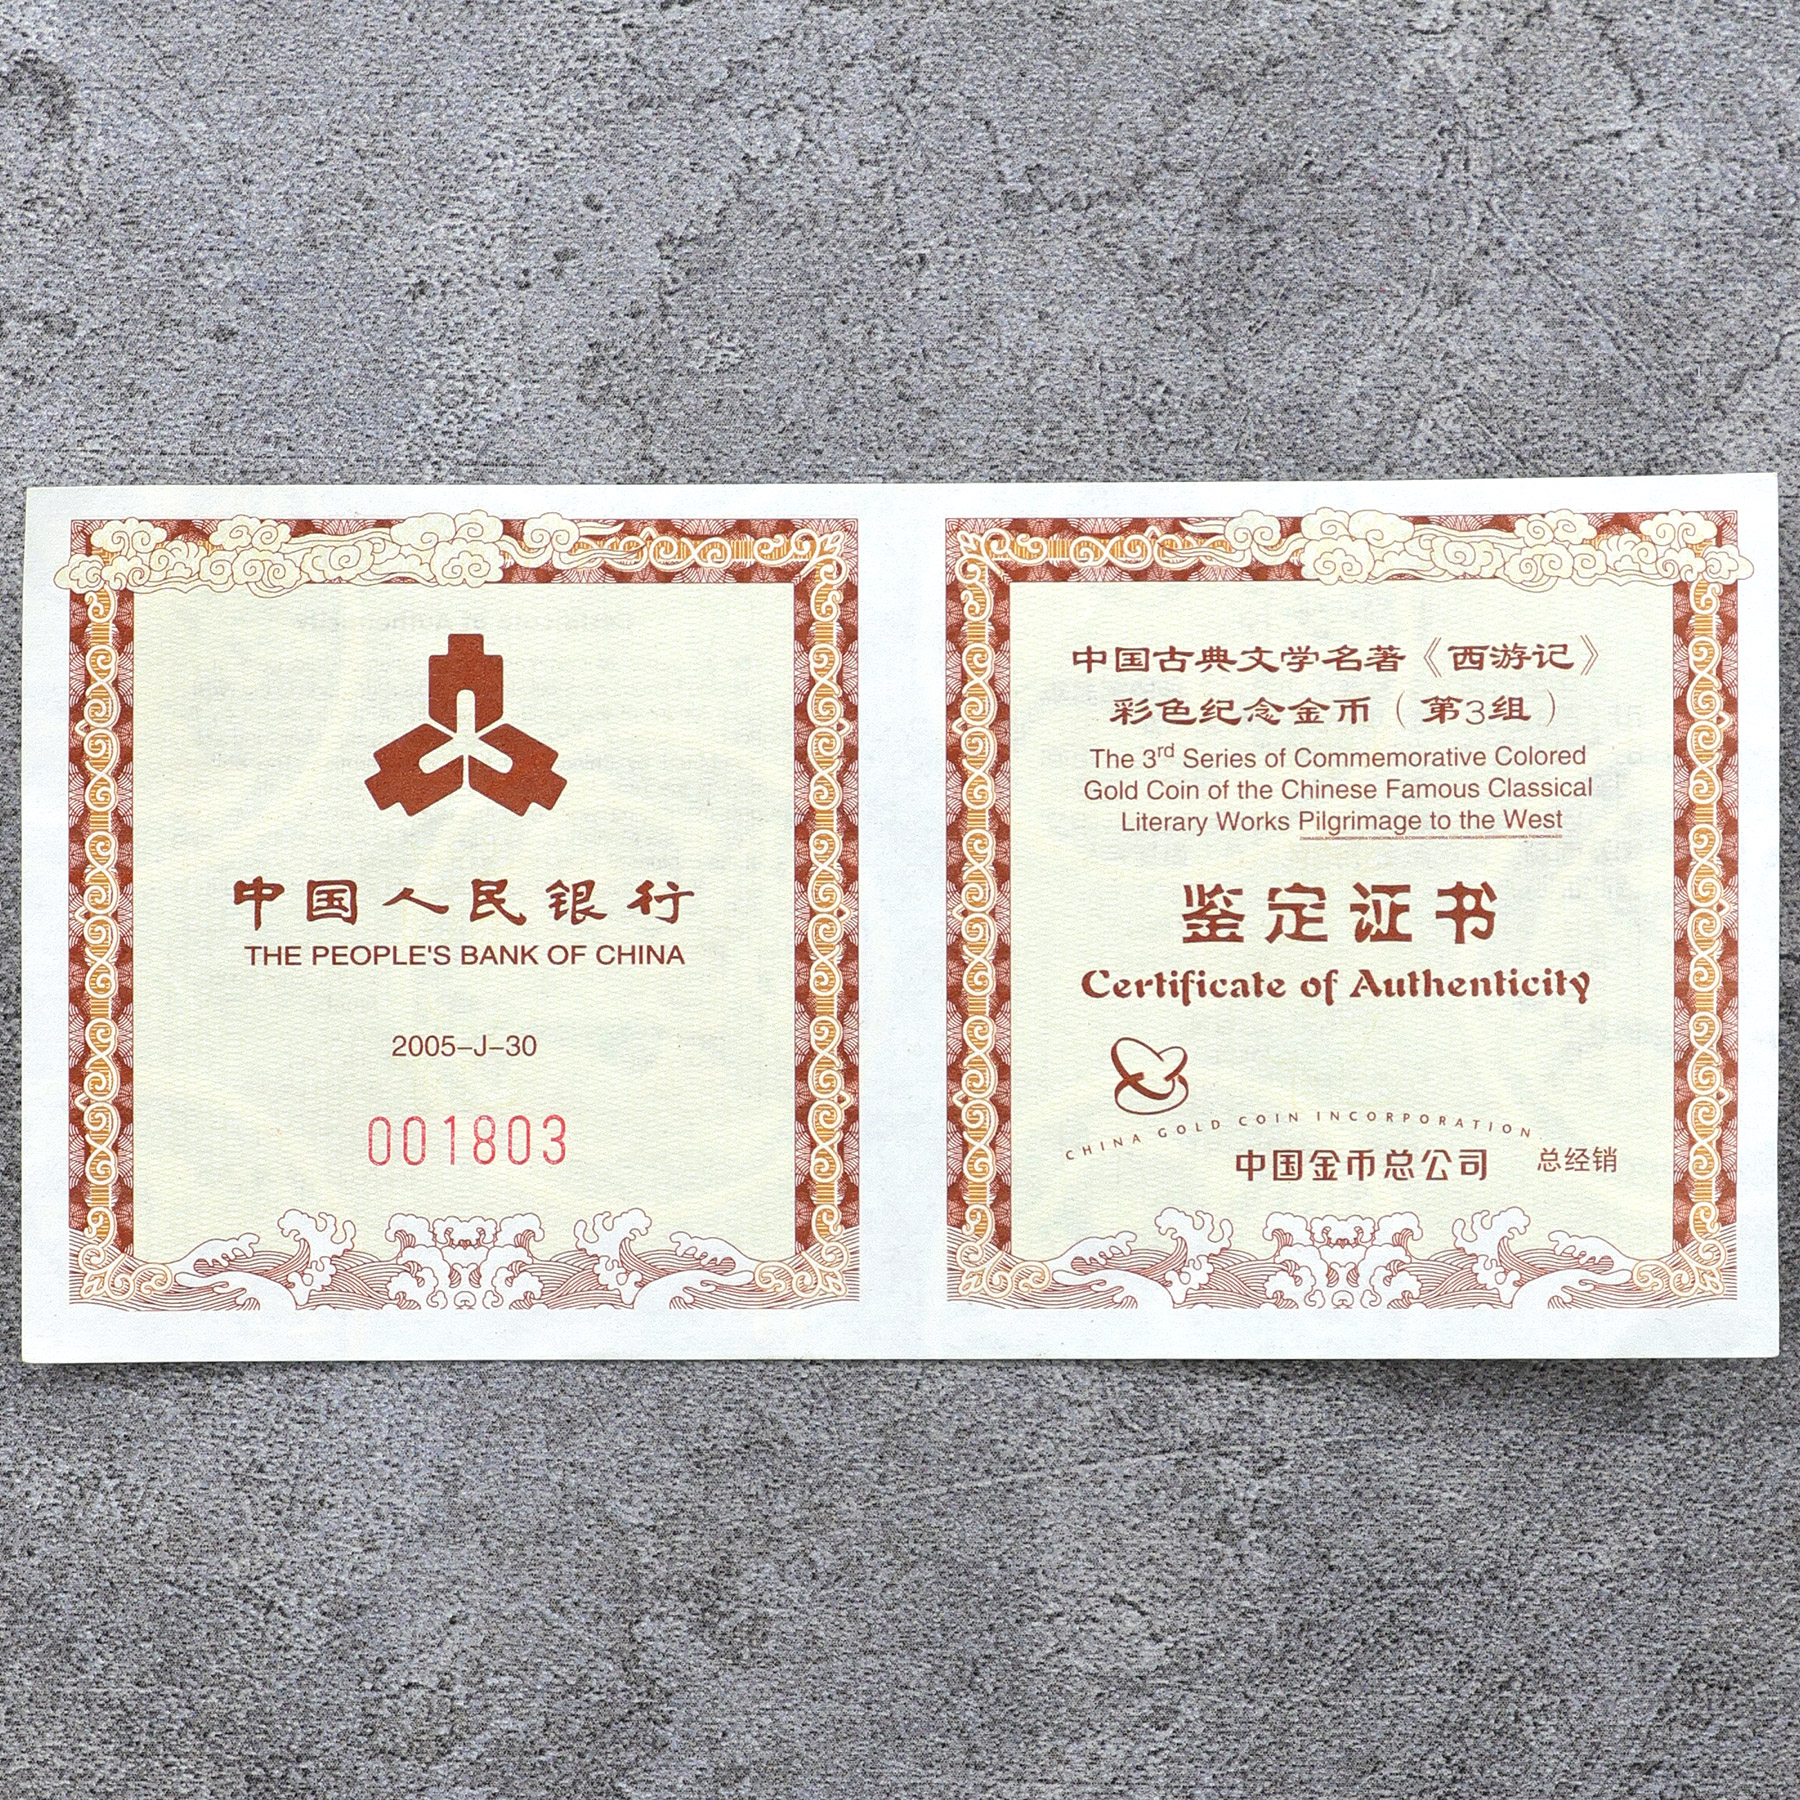 中国人民银行
THE PEOPLE'S BANK OF CHINA
2005-J-30
001803
中国古典文学名著《西游记》
彩色纪念金币（第3组）
The 3rd Series of Commemorative Colored
Gold Coin of the Chinese Famous Classical
Literary Works Pilgrimage to the West
鉴定证书
Certificate of Authenticity
CHINA GOLD COIN INCORPORATION
中国金币总公司 总经销